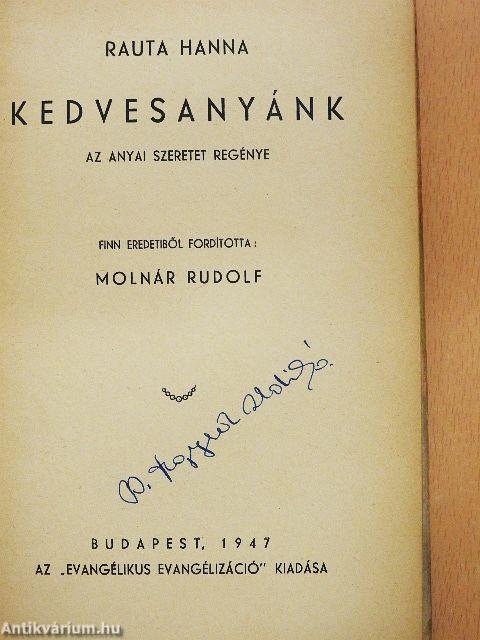 RAUTA HANNA
KEDVESANYÁNK
AZ ANYAI SZERETET REGÉNYE
FINN EREDETIBŐL FORDÍTOTTA:
MOLNÁR RUDOLF
BUDAPEST, 1947
AZ „EVANGÉLIKUS EVANGÉLIZÁCIÓ" KIADÁSA
Antikvárium.hu